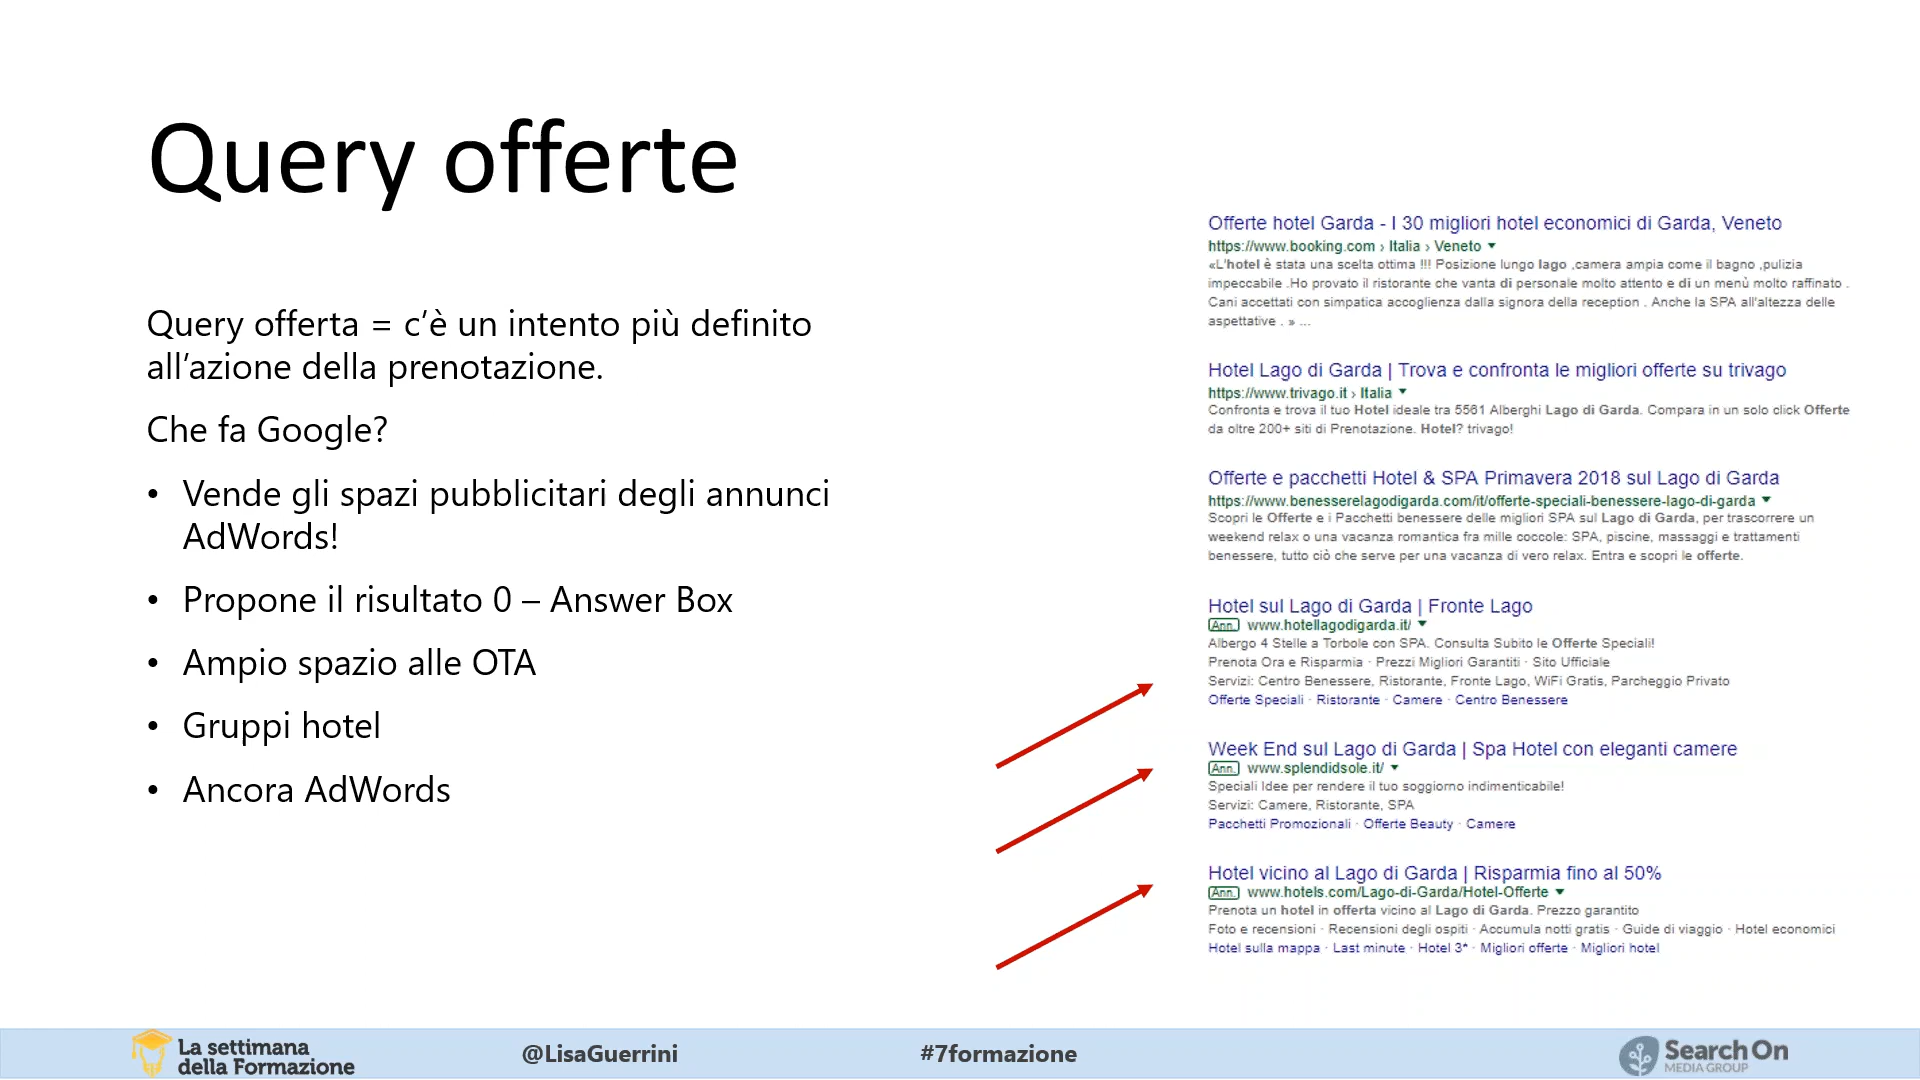 Query offerte
Query offerta = c’è un intento più definito
all’azione della prenotazione.
Che fa Google?
• Vende gli spazi pubblicitari degli annunci
AdWords!
• Propone il risultato 0 – Answer Box
• Ampio spazio alle OTA
• Gruppi hotel
• Ancora AdWords
Offerte hotel Garda - I 30 migliori hotel economici di Garda, Veneto
https://www.booking.com › Italia › Veneto ▼
«L'hotel è stata una scelta ottima !!! Posizione lungo lago ,camera ampia come il bagno ,pulizia
impeccabile .Ho provato il ristorante che vanta di personale molto attento e di un menù molto raffinato .
Cani accettati con simpatica accoglienza dalla signora della reception . Anche la SPA all'altezza delle
aspettative . » ...
Hotel Lago di Garda | Trova e confronta le migliori offerte su trivago
https://www.trivago.it › Italia ▼
Confronta e trova il tuo Hotel ideale tra 5561 Alberghi Lago di Garda. Compara in un solo click Offerte
da oltre 200+ siti di Prenotazione. Hotel? trivago!
Offerte e pacchetti Hotel & SPA Primavera 2018 sul Lago di Garda
https://www.benesserelagodigarda.com/it/offerte-speciali-benessere-lago-di-garda ▼
Scopri le Offerte e i Pacchetti benessere delle migliori SPA sul Lago di Garda, per trascorrere un
weekend relax o una vacanza romantica fra mille coccole: SPA, piscine, massaggi e trattamenti
benessere, tutto ciò che serve per una vacanza di vero relax. Entra e scopri le offerte.
Hotel sul Lago di Garda | Fronte Lago
Ann. www.hotellagodigarda.it/ ▼
Albergo 4 Stelle a Torbole con SPA. Consulta Subito le Offerte Speciali!
Prenota Ora e Risparmia · Prezzi Migliori Garantiti · Sito Ufficiale
Servizi: Centro Benessere, Ristorante, Fronte Lago, WiFi Gratis, Parcheggio Privato
Offerte Speciali · Ristorante · Camere · Centro Benessere
Week End sul Lago di Garda | Spa Hotel con eleganti camere
Ann. www.splendidsole.it/ ▼
Speciali Idee per rendere il tuo soggiorno indimenticabile!
Servizi: Camere, Ristorante, SPA
Pacchetti Promozionali · Offerte Beauty · Camere
Hotel vicino al Lago di Garda | Risparmia fino al 50%
Ann. www.hotels.com/Lago-di-Garda/Hotel-Offerte ▼
Prenota un hotel in offerta vicino al Lago di Garda. Prezzo garantito
Foto e recensioni · Recensioni degli ospiti · Accumula notti gratis · Guide di viaggio · Hotel economici
Hotel sulla mappa · Last minute · Hotel 3* · Migliori offerte · Migliori hotel
La settimana
della Formazione
@LisaGuerrini
#7formazione
Search On
MEDIA GROUP